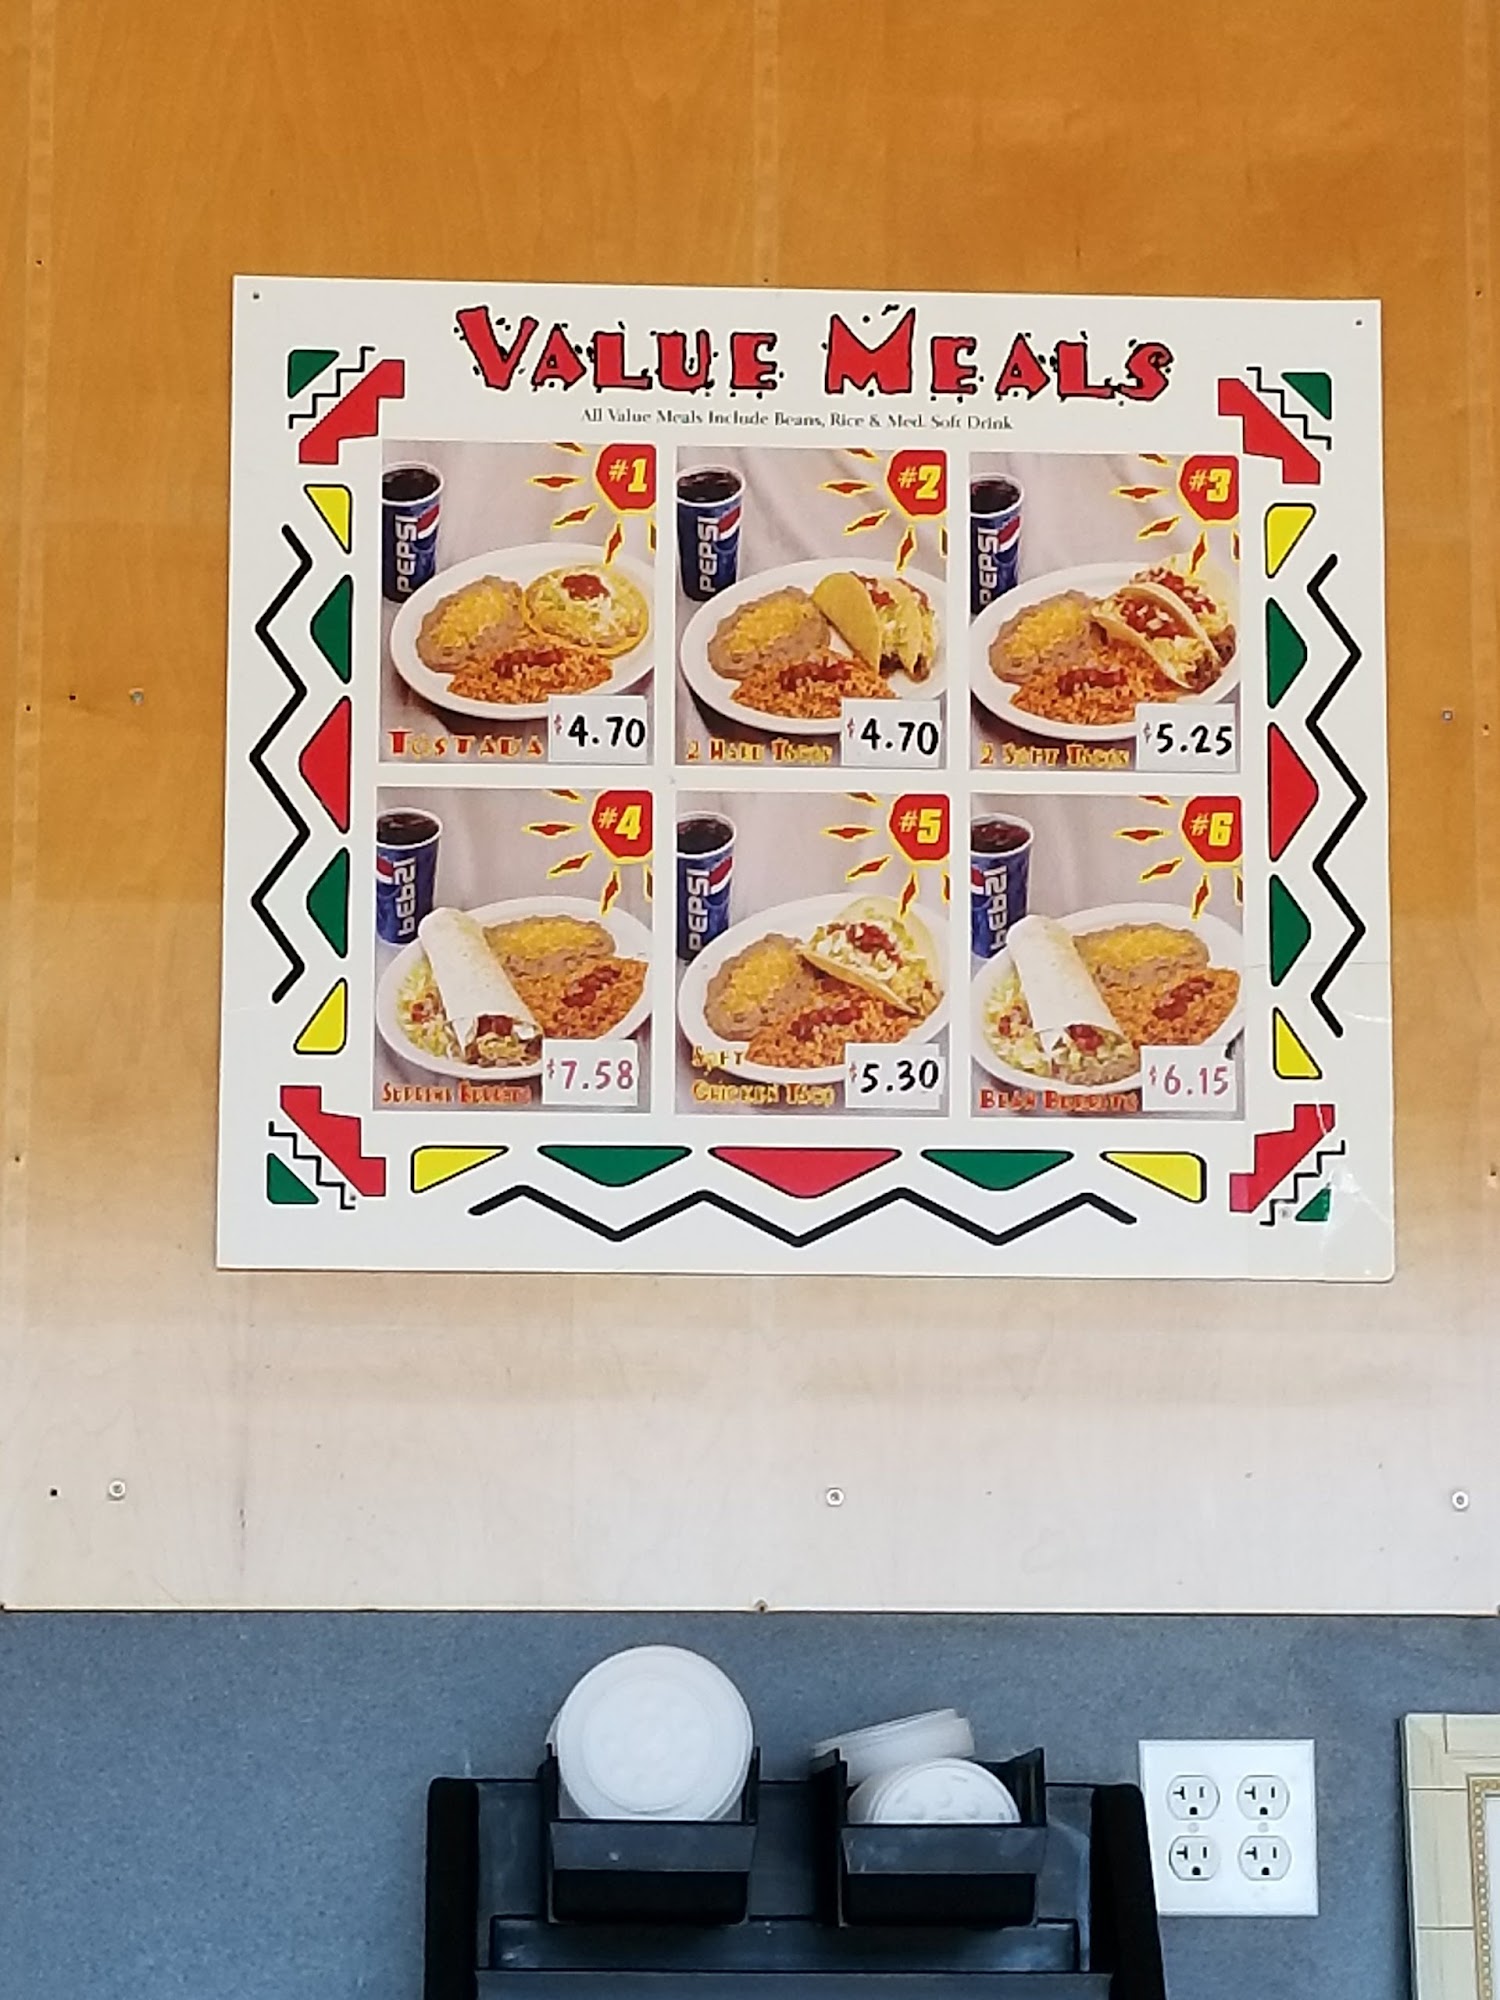 VALUE MEALS
All Value Meals Include Beans, Rice & Med. Soft Drink
#1
PEPSI
TOSTADA
$4.70
#2
PEPSI
2 HARD TACOS
$4.70
#3
PEPSI
2 SOFT TACOS
$5.25
#4
PEPSI
SUPREME BURRITO
$7.58
#5
PEPSI
SOFT
CHICKEN TACO
$5.30
#6
PEPSI
BEAN BURRITO
$6.15